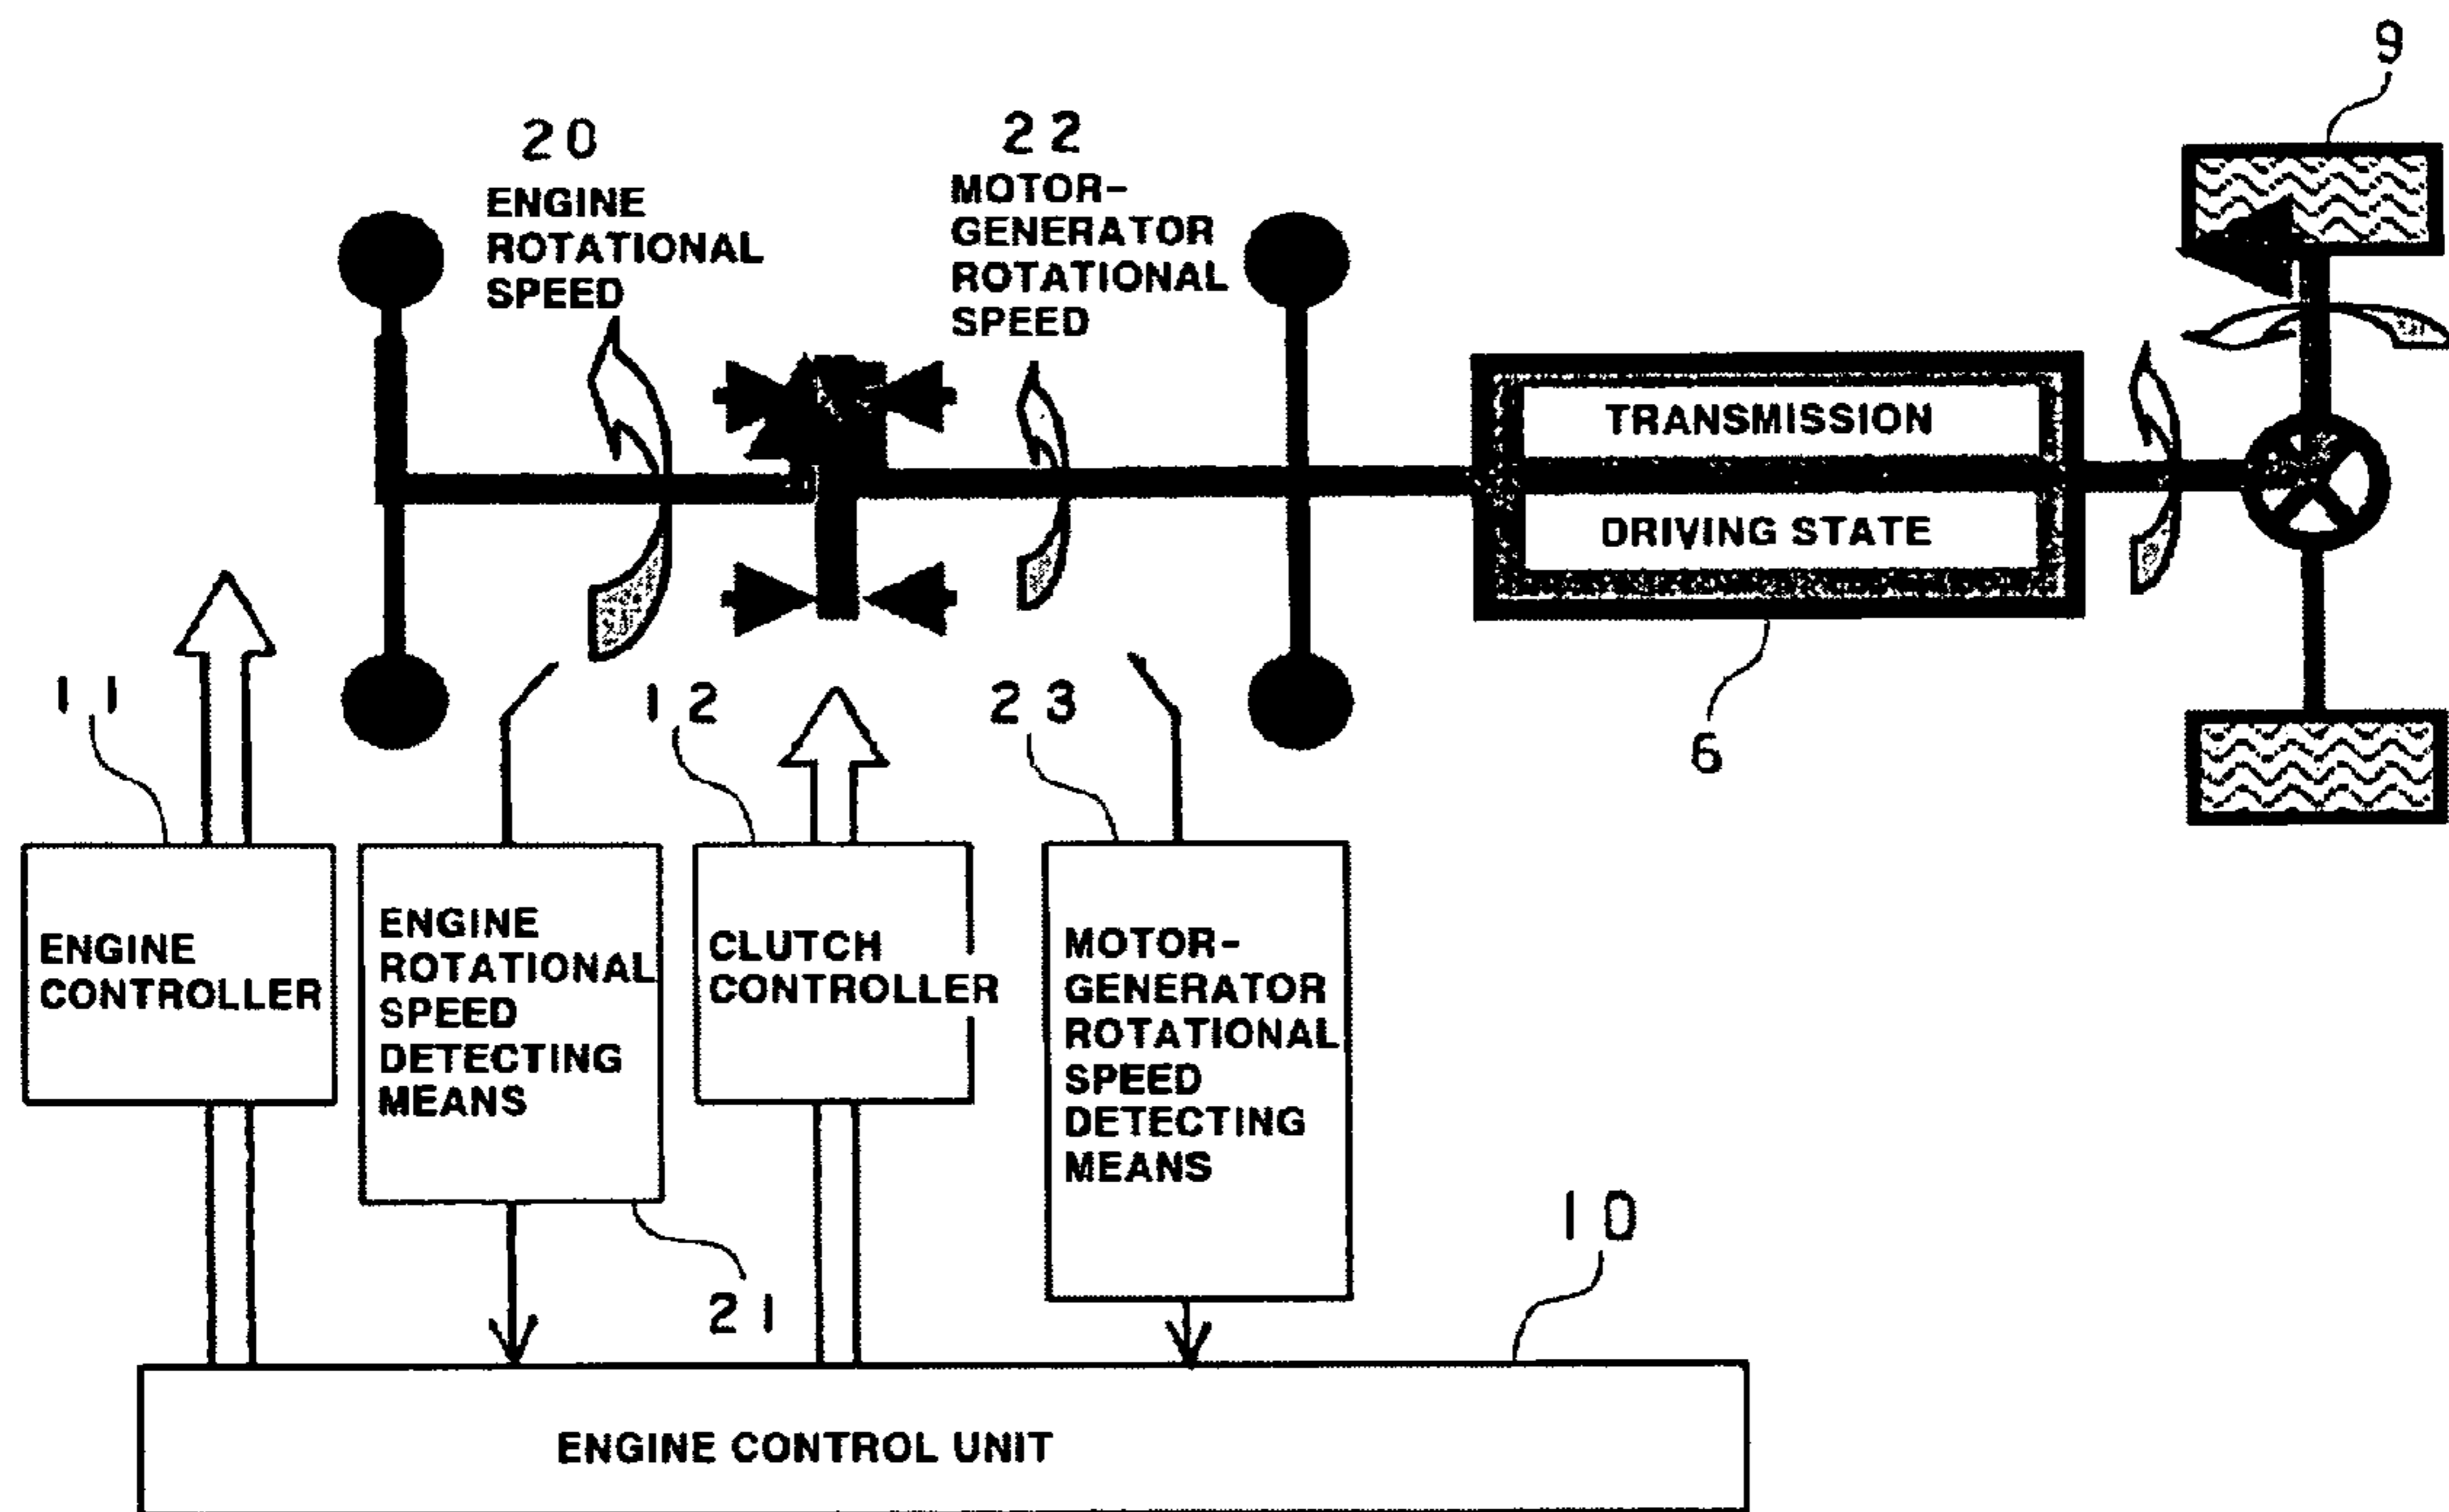 9
20
ENGINE
ROTATIONAL
SPEED
22
MOTOR-
GENERATOR
ROTATIONAL
SPEED
TRANSMISSION
DRIVING STATE
6
11
12
23
ENGINE
CONTROLLER
ENGINE
ROTATIONAL
SPEED
DETECTING
MEANS
21
CLUTCH
CONTROLLER
MOTOR-
GENERATOR
ROTATIONAL
SPEED
DETECTING
MEANS
10
ENGINE CONTROL UNIT